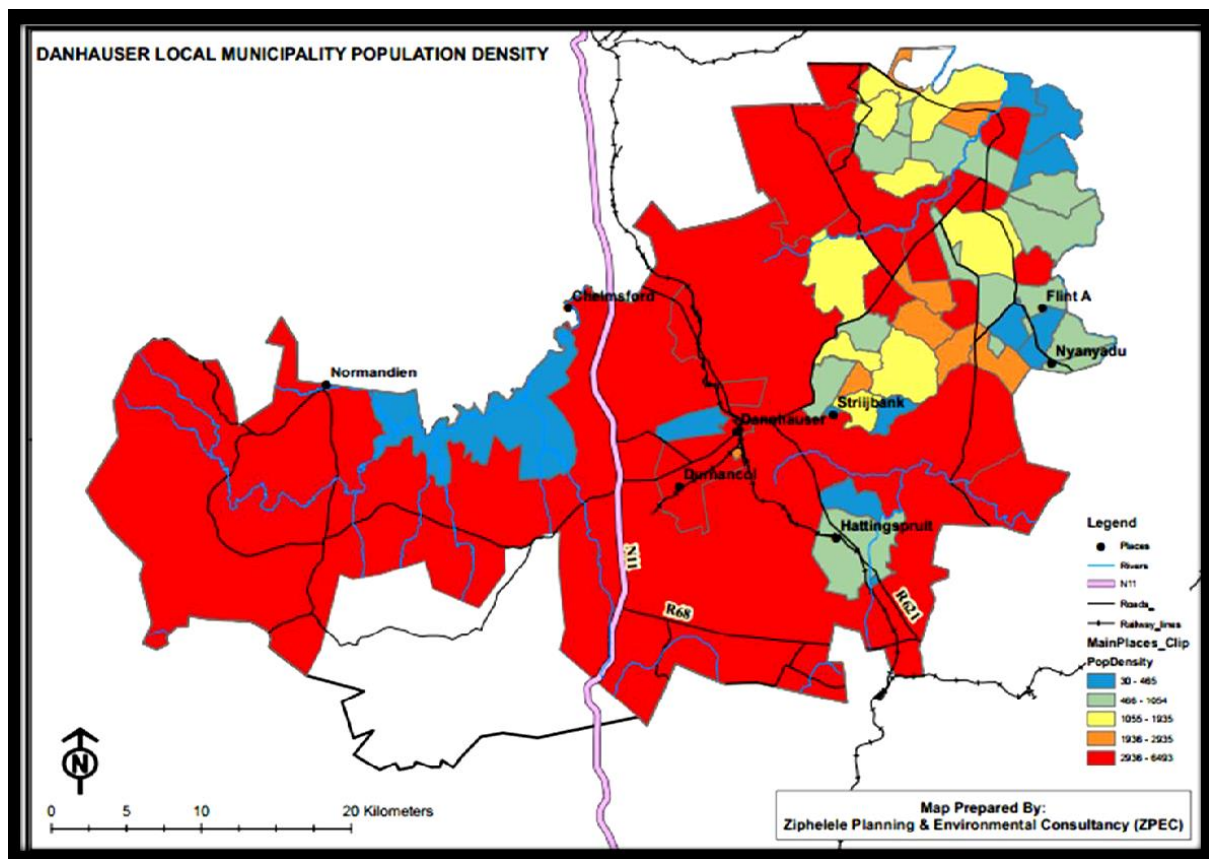 DANHAUSER LOCAL MUNICIPALITY POPULATION DENSITY
Chelmsford
Normandien
Flint A
Nyanyadu
Striijbank
Dannhauser
Durnancol
Hattingspruit
N11
R68
R621
Legend
Places
Rivers
N11
Roads_
Railway_lines
MainPlaces_Clip
PopDensity
30 - 465
466 - 1054
1055 - 1935
1936 - 2935
2936 - 6493
N
0 5 10 20 Kilometers
Map Prepared By:
Ziphelele Planning & Environmental Consultancy (ZPEC)